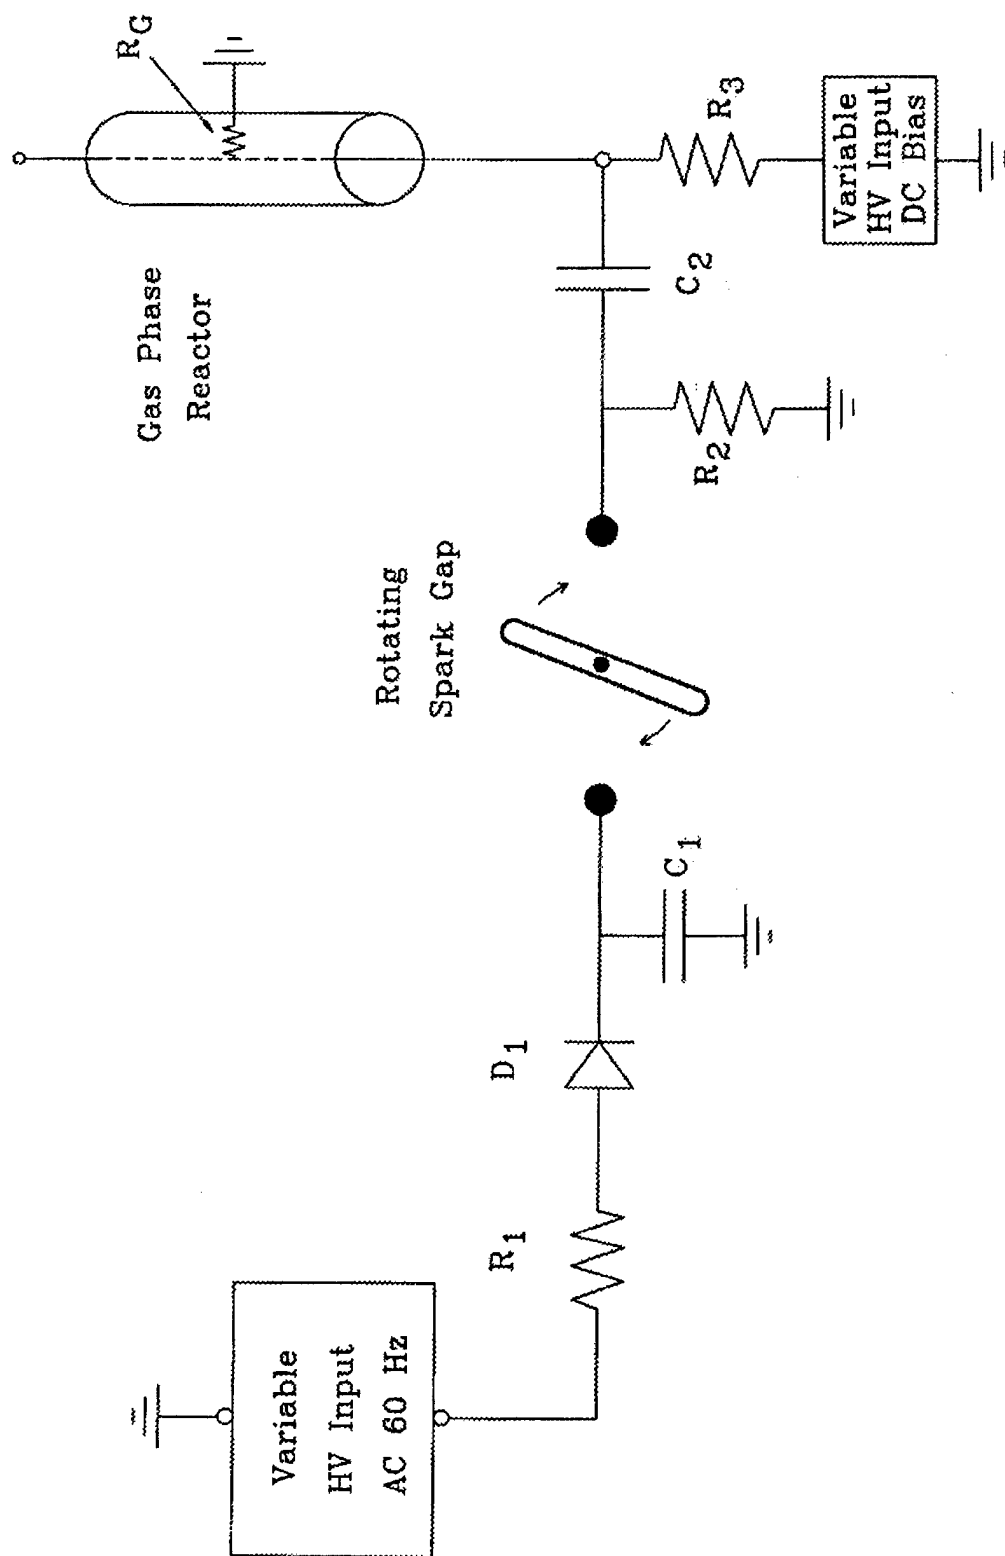 Variable
HV Input
AC 60 Hz
R1
D1
C1
Rotating
Spark Gap
R2
C2
Gas Phase
Reactor
RG
R3
Variable
HV Input
DC Bias